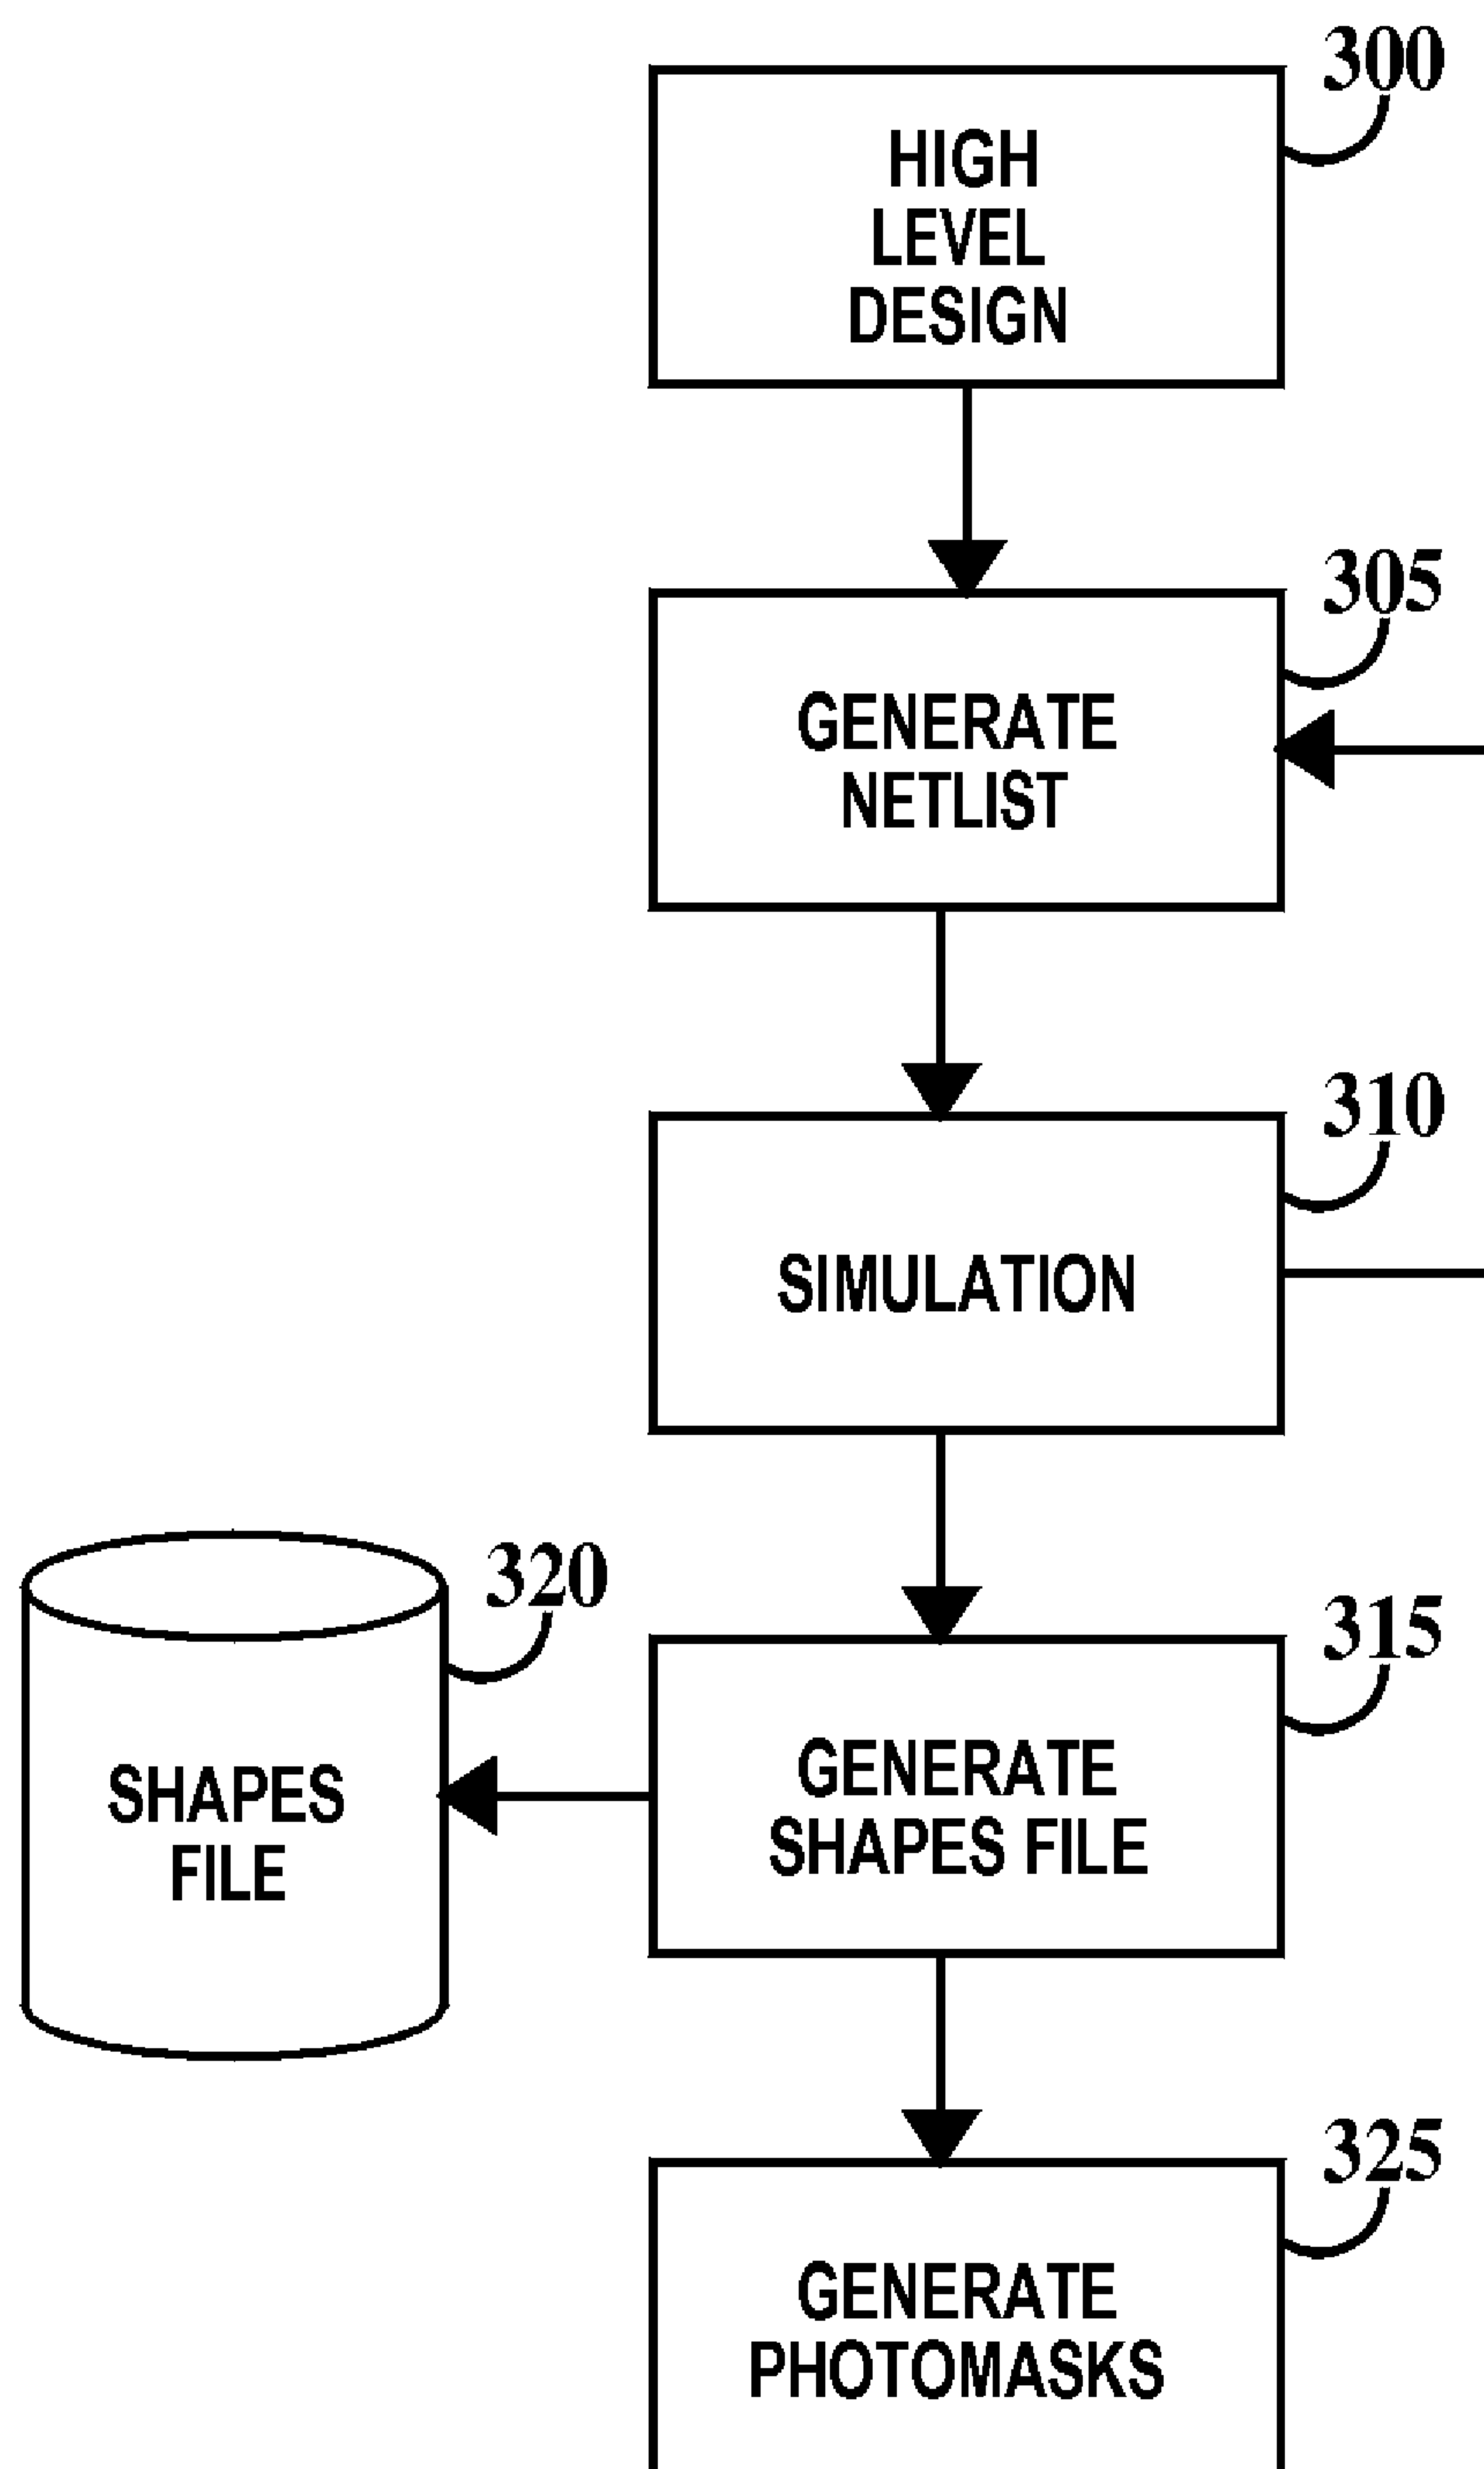 300
HIGH
LEVEL
DESIGN
305
GENERATE
NETLIST
310
SIMULATION
320
SHAPES
FILE
315
GENERATE
SHAPES FILE
325
GENERATE
PHOTOMASKS